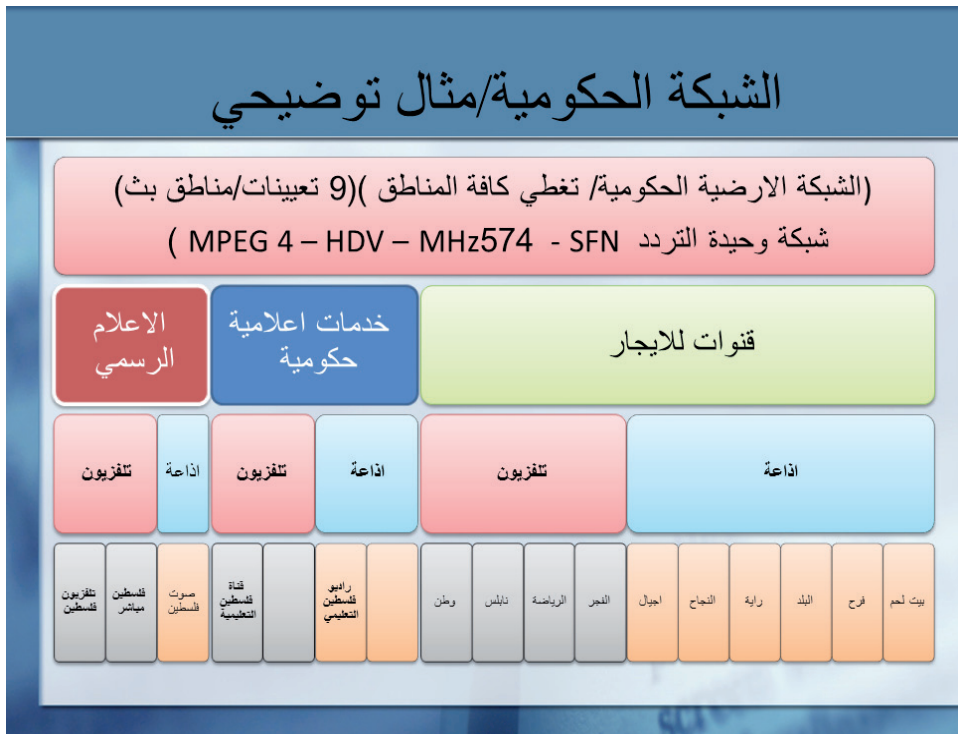 الشبكة الحكومية/مثال توضيحي
(الشبكة الارضية الحكومية/ تغطي كافة المناطق )(9 تعيينات/مناطق بث)
شبكة وحيدة التردد MPEG 4 – HDV – MHz574 - SFN )
قنوات للايجار
خدمات اعلامية
حكومية
الاعلام
الرسمي
اذاعة
تلفزيون
اذاعة
تلفزيون
اذاعة
تلفزيون
بيت لحم
فرح
البلد
راية
النجاح
اجيال
الفجر
الرياضة
نابلس
وطن
راديو
فلسطين
التعليمي
قناة
فلسطين
التعليمية
صوت
فلسطين
فلسطين
مباشر
تلفزيون
فلسطين